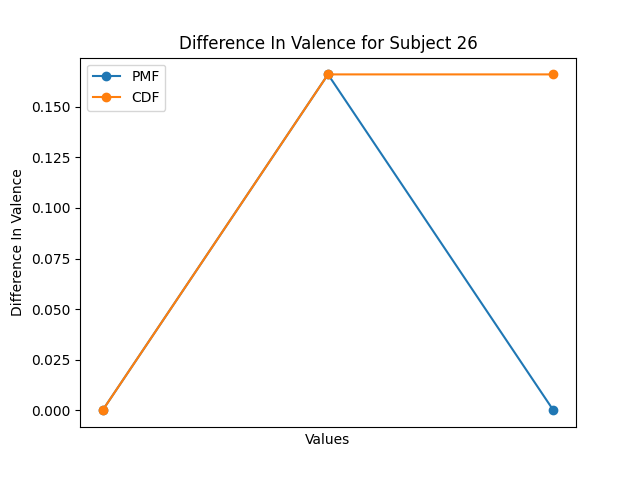 Difference In Valence for Subject 26
PMF
CDF
0.150
0.125
0.100
0.075
0.050
0.025
0.000
Difference In Valence
Values